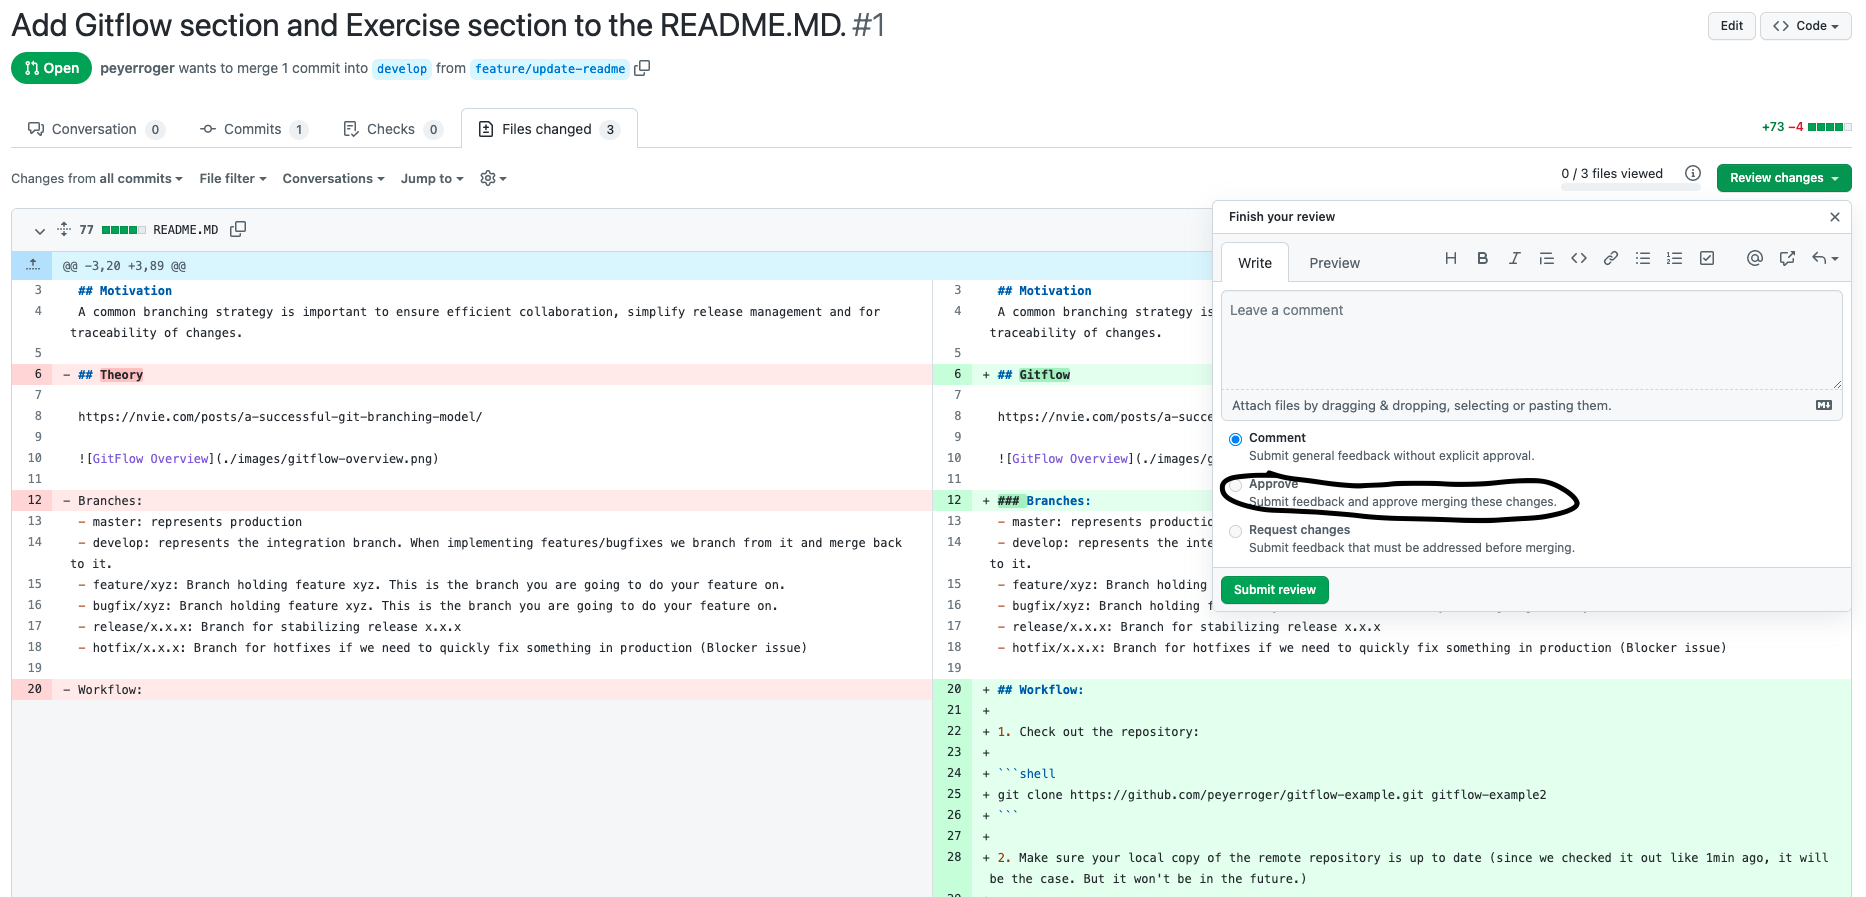 Add Gitflow section and Exercise section to the README.MD. #1
Edit
<> Code
Open
peyerroger wants to merge 1 commit into develop from feature/update-readme
Conversation 0
Commits 1
Checks 0
Files changed 3
+73 −4
Changes from all commits
File filter
Conversations
Jump to
0 / 3 files viewed
Review changes
77 README.MD
@@ -3,20 +3,89 @@
3 ## Motivation
4 A common branching strategy is important to ensure efficient collaboration, simplify release management and for
traceability of changes.
5
6 - ## Theory
7
8 https://nvie.com/posts/a-successful-git-branching-model/
9
10 ![GitFlow Overview](./images/gitflow-overview.png)
11
12 - Branches:
13 - master: represents production
14 - develop: represents the integration branch. When implementing features/bugfixes we branch from it and merge back
to it.
15 - feature/xyz: Branch holding feature xyz. This is the branch you are going to do your feature on.
16 - bugfix/xyz: Branch holding feature xyz. This is the branch you are going to do your feature on.
17 - release/x.x.x: Branch for stabilizing release x.x.x
18 - hotfix/x.x.x: Branch for hotfixes if we need to quickly fix something in production (Blocker issue)
19
20 - Workflow:
3 ## Motivation
4 A common branching strategy is
traceability of changes.
5
6 + ## Gitflow
7
8 https://nvie.com/posts/a-succe
9
10 ![GitFlow Overview](./images/g
11
12 + ### Branches:
13 - master: represents productio
14 - develop: represents the inte
to it.
15 - feature/xyz: Branch holding
16 - bugfix/xyz: Branch holding f
17 - release/x.x.x: Branch for stabilizing release x.x.x
18 - hotfix/x.x.x: Branch for hotfixes if we need to quickly fix something in production (Blocker issue)
19
20 + ## Workflow:
21 +
22 + 1. Check out the repository:
23 +
24 + ```shell
25 + git clone https://github.com/peyerroger/gitflow-example.git gitflow-example2
26 + ```
27 +
28 + 2. Make sure your local copy of the remote repository is up to date (since we checked it out like 1min ago, it will
be the case. But it won't be in the future.)
Finish your review
Write
Preview
Leave a comment
Attach files by dragging & dropping, selecting or pasting them.
Comment
Submit general feedback without explicit approval.
Approve
Submit feedback and approve merging these changes.
Request changes
Submit feedback that must be addressed before merging.
Submit review